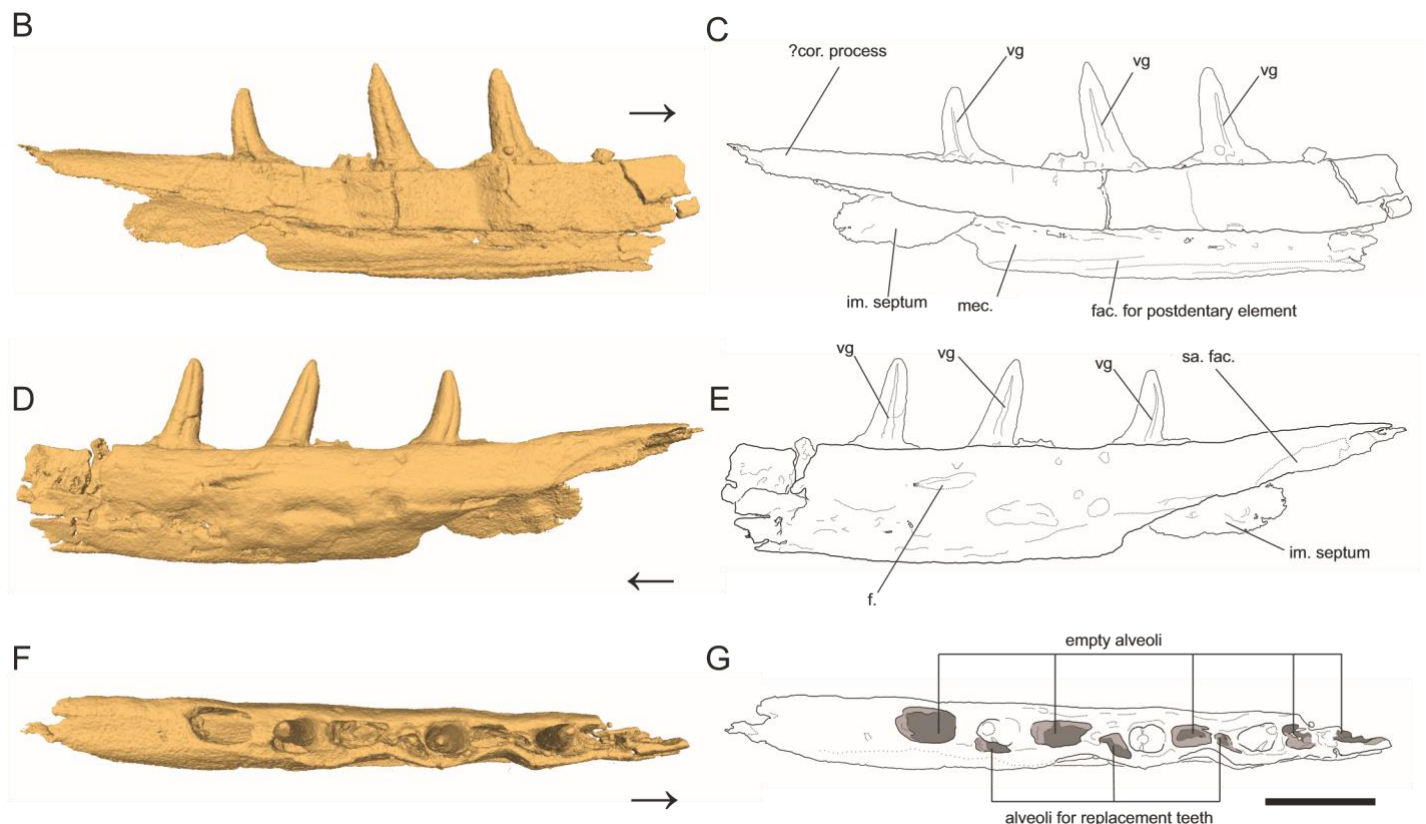 B
C
?cor. process
vg
vg
vg
im. septum
mec.
fac. for postdentary element
D
E
vg
vg
vg
sa. fac.
im. septum
f.
F
G
empty alveoli
alveoli for replacement teeth